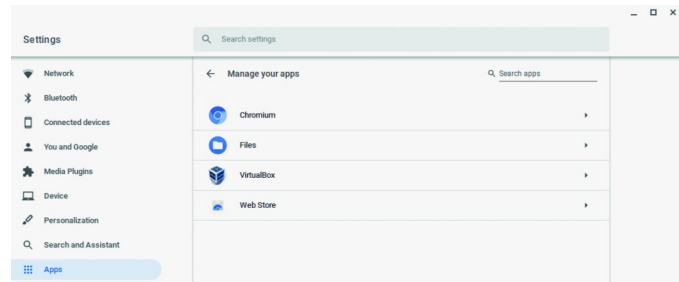 Settings
Search settings
Network
Bluetooth
Connected devices
You and Google
Media Plugins
Device
Personalization
Search and Assistant
Apps
Manage your apps
Search apps
Chromium
Files
VirtualBox
Web Store